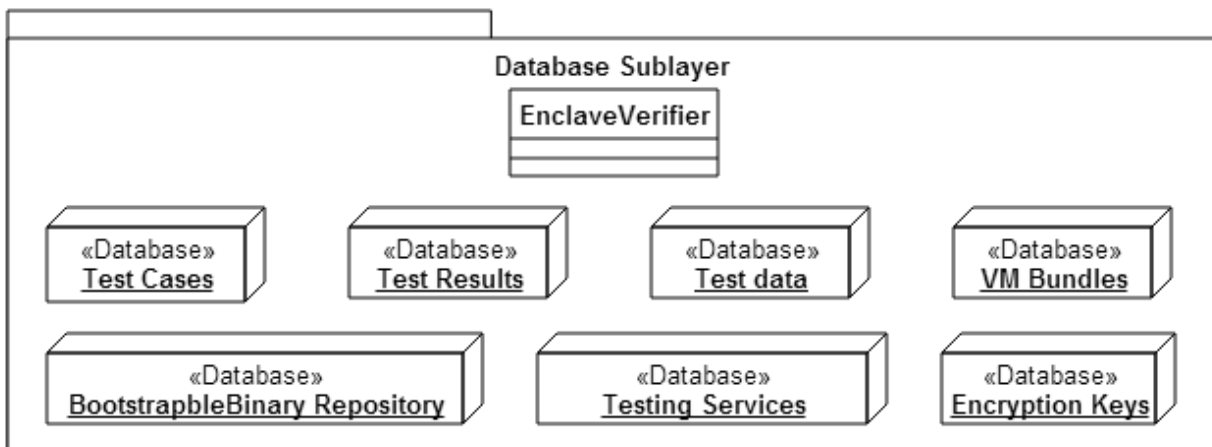 Database Sublayer
EnclaveVerifier
«Database»
Test Cases
«Database»
Test Results
«Database»
Test data
«Database»
VM Bundles
«Database»
BootstrapbleBinary Repository
«Database»
Testing Services
«Database»
Encryption Keys